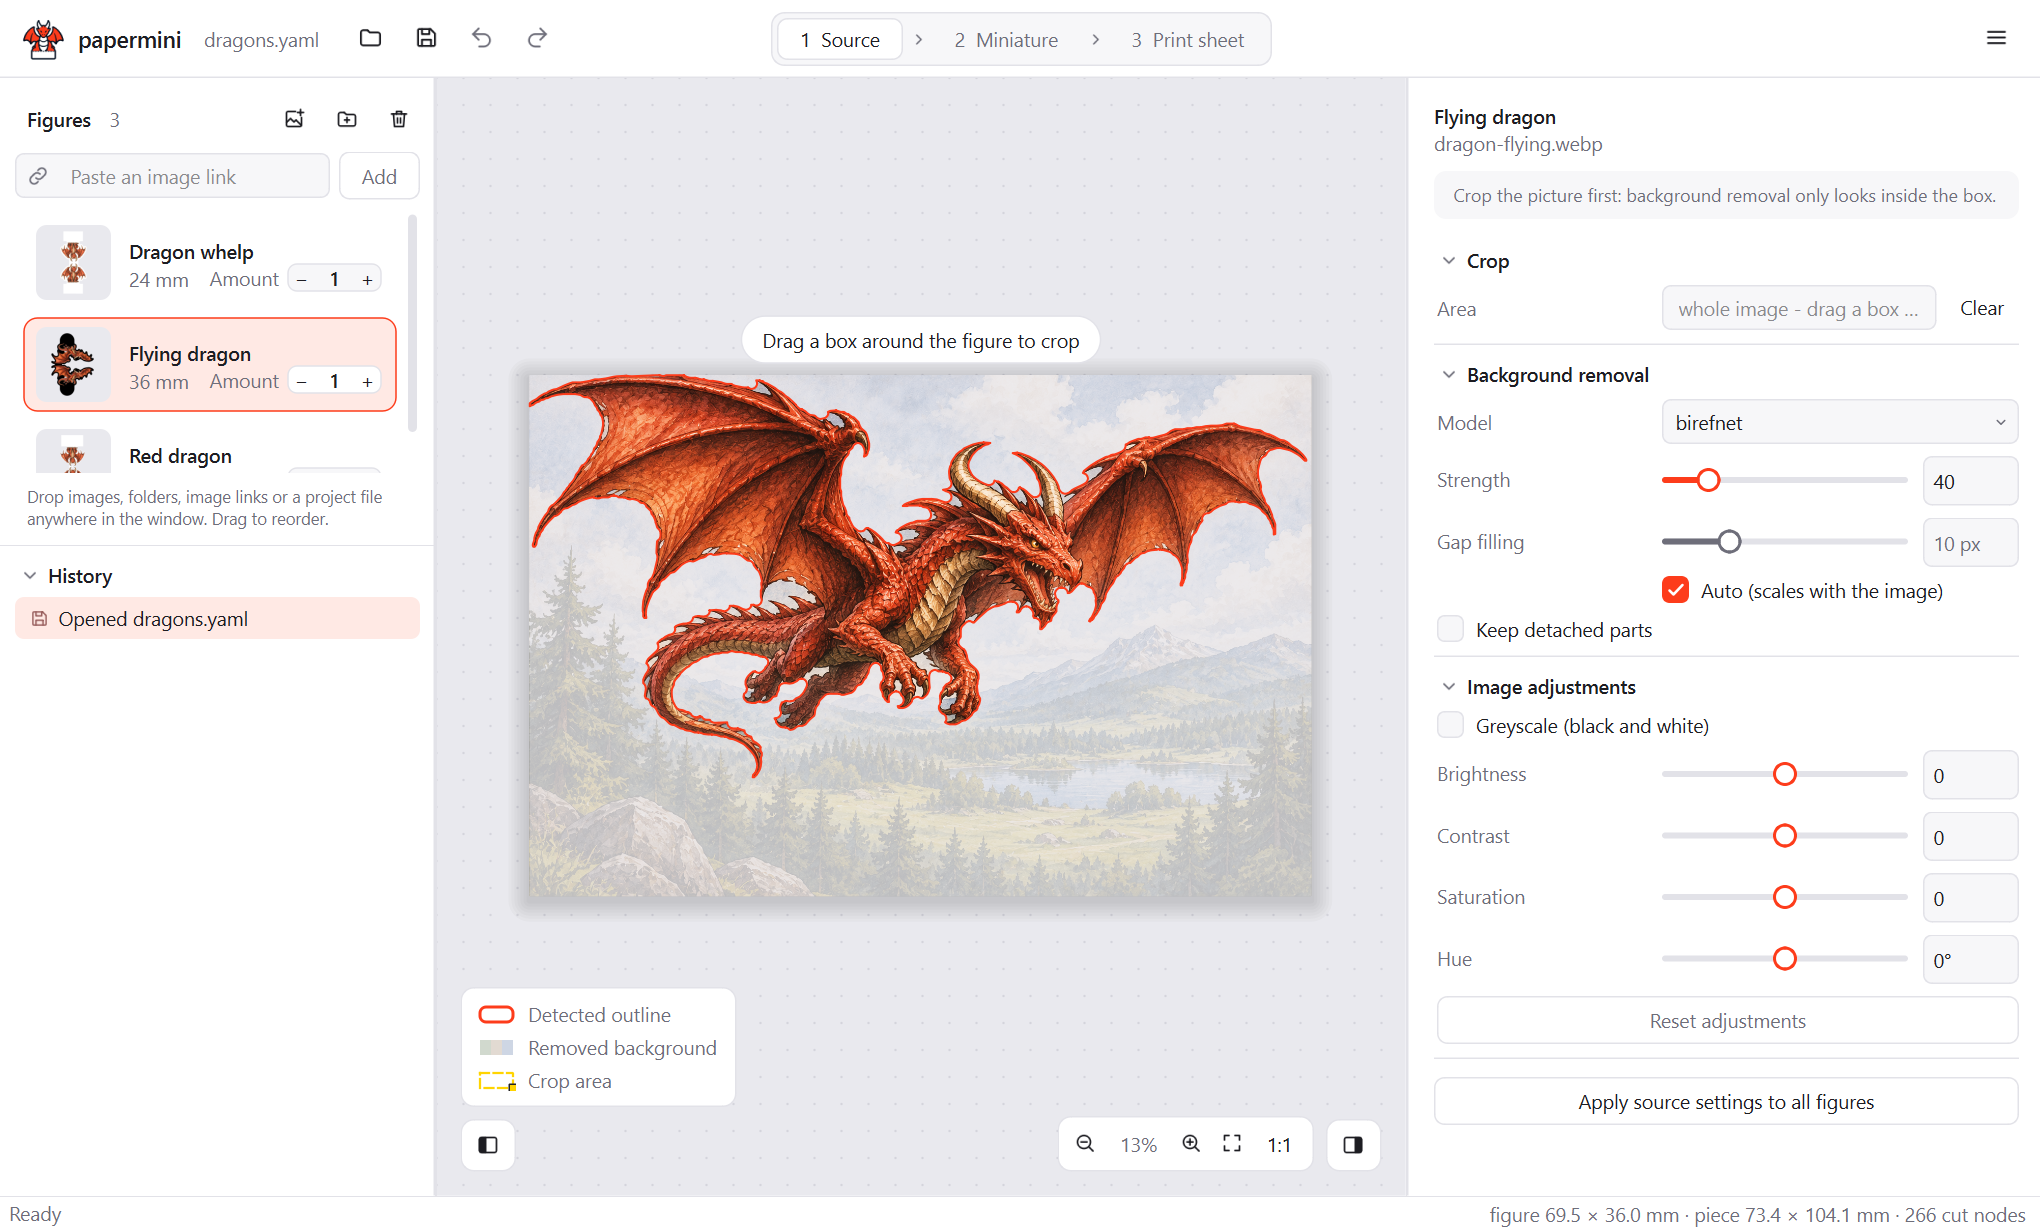 papermini
dragons.yaml
1 Source
2 Miniature
3 Print sheet
Figures 3
Paste an image link
Add
Dragon whelp
24 mm Amount − 1 +
Flying dragon
36 mm Amount − 1 +
Red dragon
Drop images, folders, image links or a project file
anywhere in the window. Drag to reorder.
History
Opened dragons.yaml
Drag a box around the figure to crop
Detected outline
Removed background
Crop area
13%
1:1
Flying dragon
dragon-flying.webp
Crop the picture first: background removal only looks inside the box.
Crop
Area whole image - drag a box ... Clear
Background removal
Model birefnet
Strength 40
Gap filling 10 px
Auto (scales with the image)
Keep detached parts
Image adjustments
Greyscale (black and white)
Brightness 0
Contrast 0
Saturation 0
Hue 0°
Reset adjustments
Apply source settings to all figures
Ready
figure 69.5 × 36.0 mm · piece 73.4 × 104.1 mm · 266 cut nodes